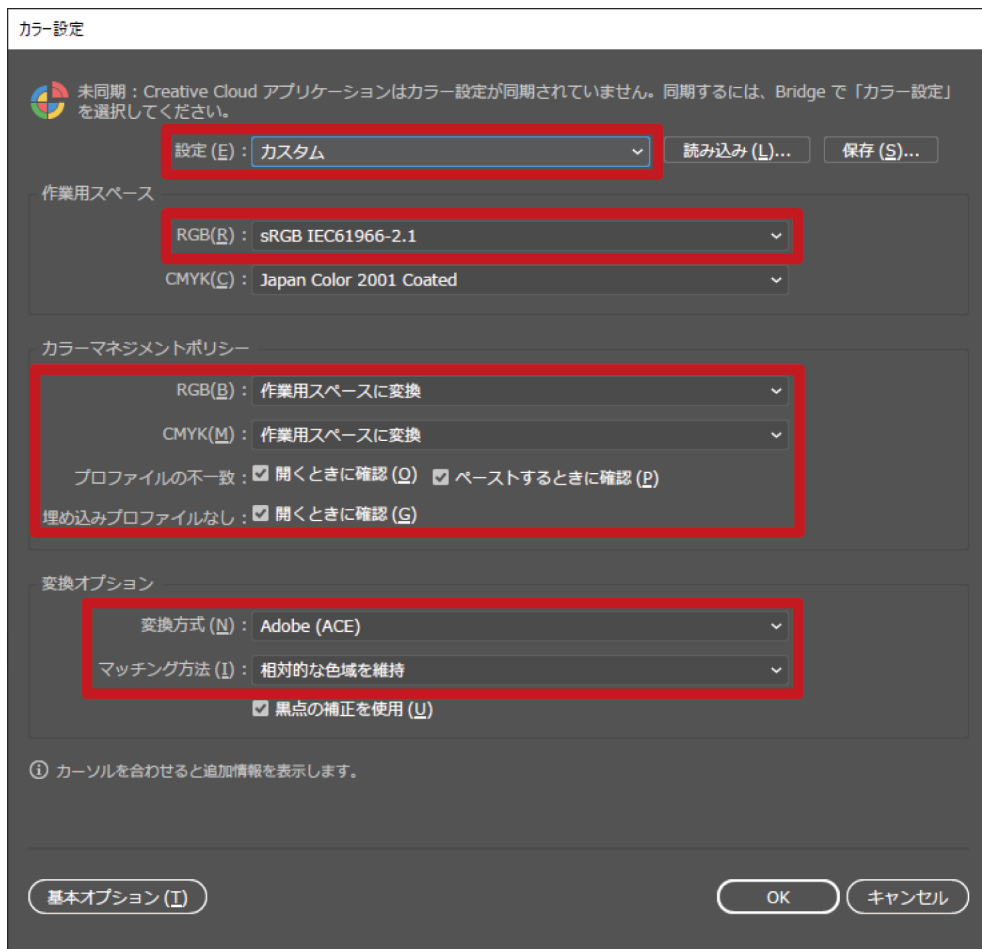 カラー設定
未同期：Creative Cloud アプリケーションはカラー設定が同期されていません。同期するには、Bridge で「カラー設定」
を選択してください。
設定 (E)： カスタム 読み込み (L)... 保存 (S)...
作業用スペース
RGB(R)： sRGB IEC61966-2.1
CMYK(C)： Japan Color 2001 Coated
カラーマネジメントポリシー
RGB(B)： 作業用スペースに変換
CMYK(M)： 作業用スペースに変換
プロファイルの不一致： 開くときに確認 (O) ペーストするときに確認 (P)
埋め込みプロファイルなし： 開くときに確認 (G)
変換オプション
変換方式 (N)： Adobe (ACE)
マッチング方法 (I)： 相対的な色域を維持
黒点の補正を使用 (U)
カーソルを合わせると追加情報を表示します。
基本オプション (T) OK キャンセル